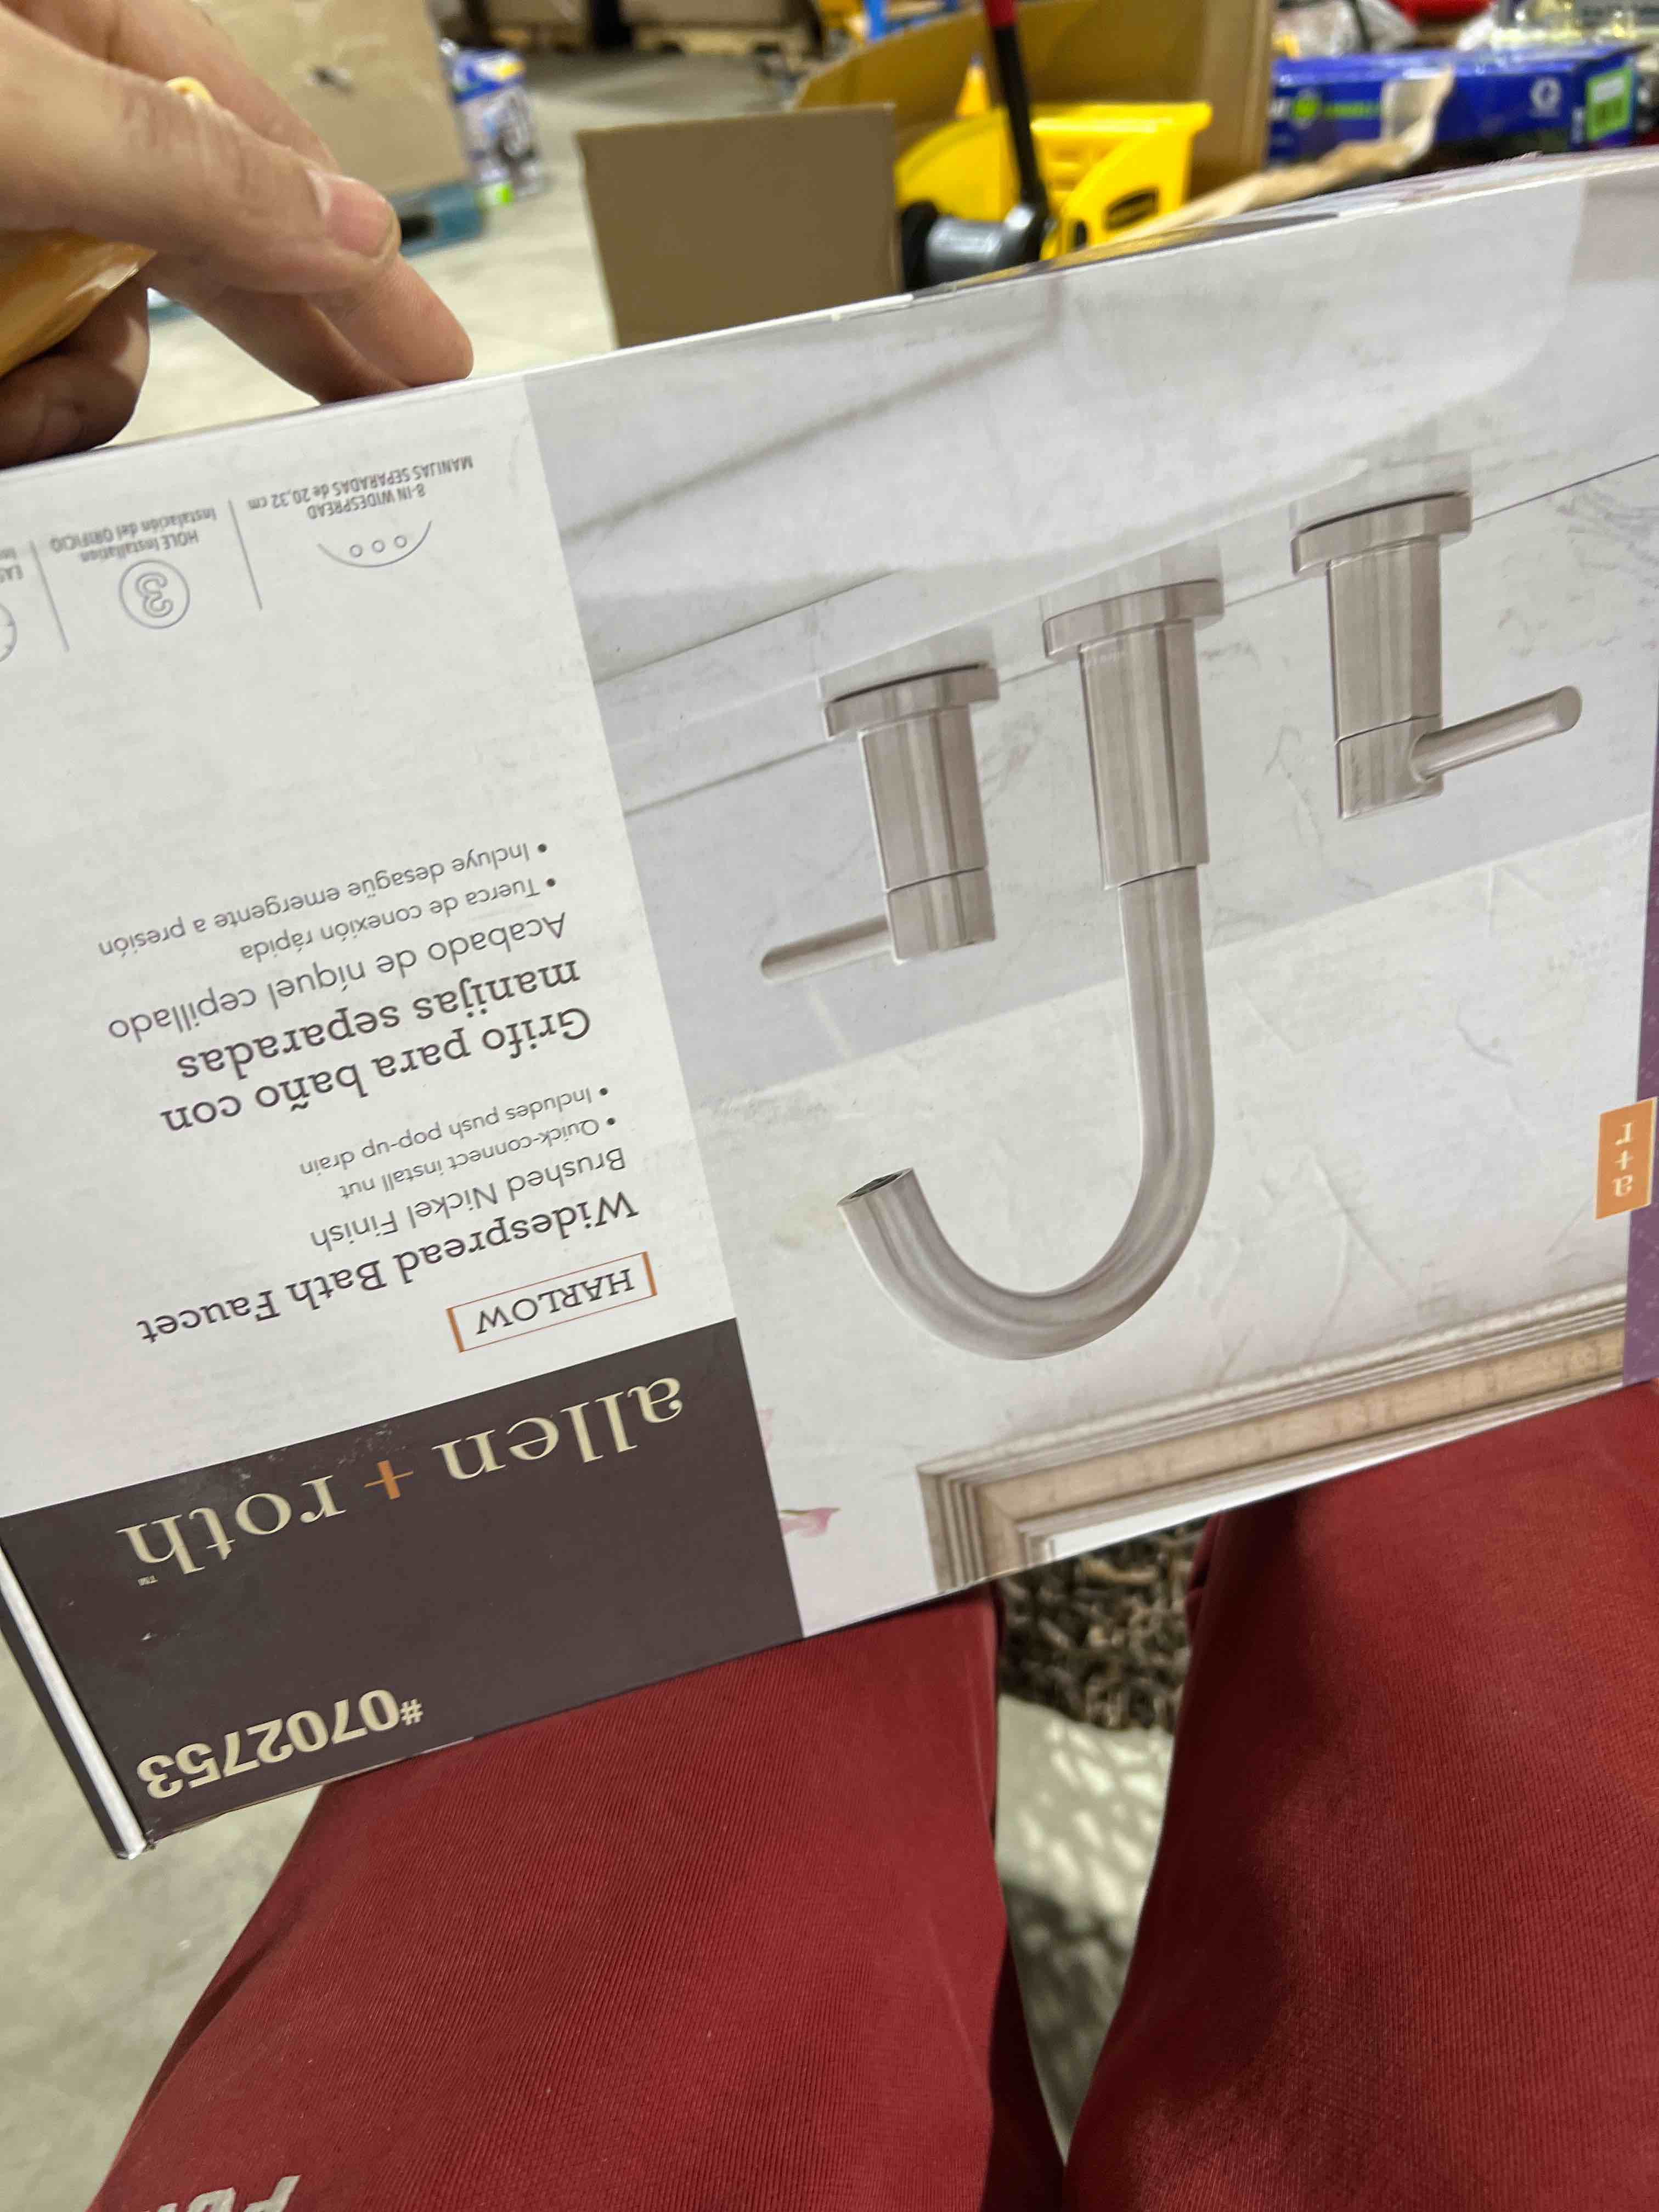 #0702753
allen + roth™
HARLOW
Widespread Bath Faucet
Brushed Nickel Finish
• Quick-connect install nut
• Includes push pop-up drain
Grifo para baño con
manijas separadas
Acabado de níquel cepillado
• Tuerca de conexión rápida
• Incluye desagüe emergente a presión
8-IN WIDESPREAD
MANIJAS SEPARADAS de 20,32 cm
3
HOLE Installation
Instalación del ORIFICIO
a+r